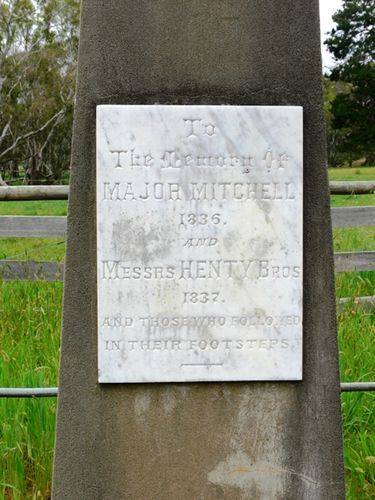 To
The Memory Of
MAJOR MITCHELL
1836.
AND
MESSRS HENTY BROS
1837.
AND THOSE WHO FOLLOWED
IN THEIR FOOTSTEPS.